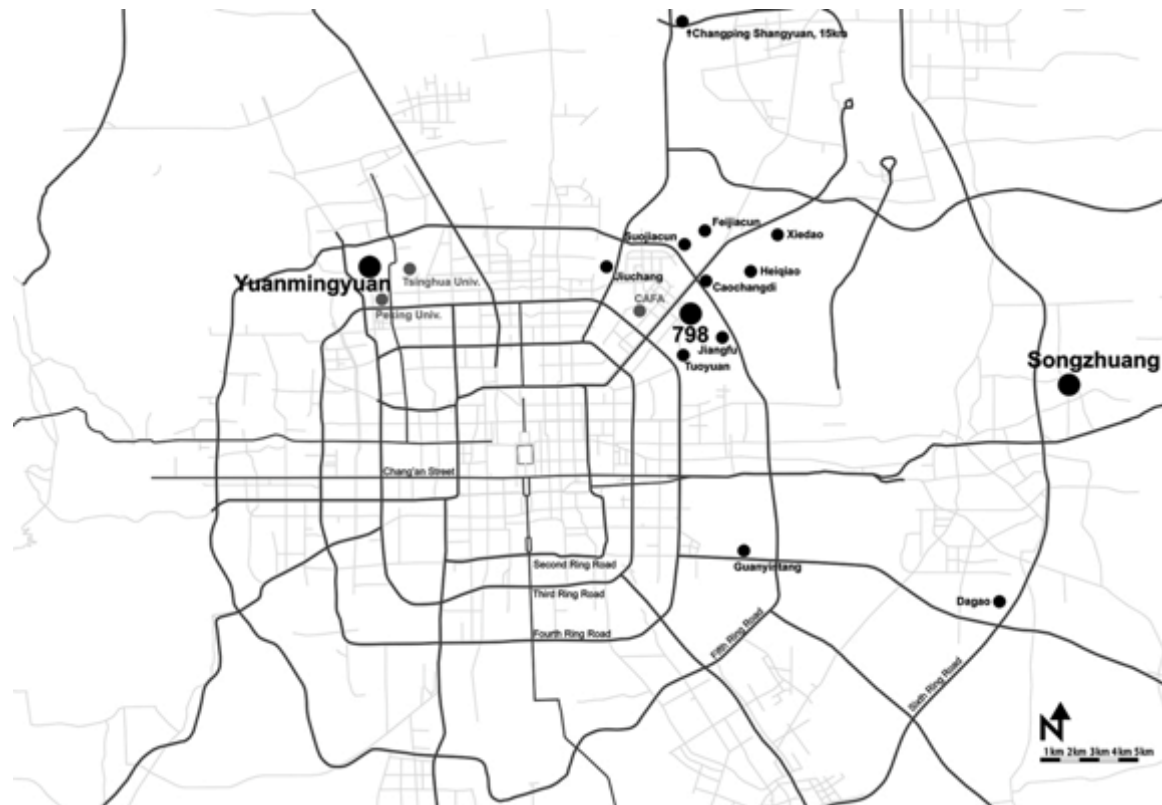 ↑Changping Shangyuan, 15km
Feijiacun
Suojiacun
Xiedao
Jiuchang
Heiqiao
Tsinghua Univ.
Yuanmingyuan
Caochangdi
CAFA
Peking Univ.
798
Jiangfu
Tuoyuan
Songzhuang
Chang'an Street
Second Ring Road
Guanyintang
Third Ring Road
Dagao
Fourth Ring Road
Fifth Ring Road
Sixth Ring Road
N
1km 2km 3km 4km 5km